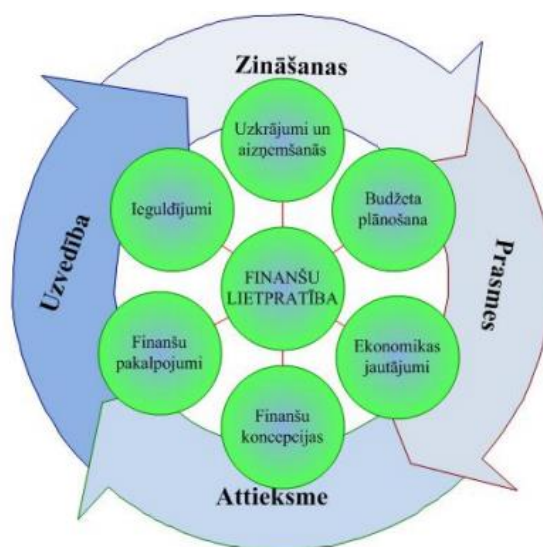 Zināšanas
Uzkrājumi un
aizņemšanās
Ieguldījumi
Budžeta
plānošana
Uzvedība
FINANŠU
LIETPRATĪBA
Prasmes
Finanšu
pakalpojumi
Ekonomikas
jautājumi
Finanšu
koncepcijas
Attieksme